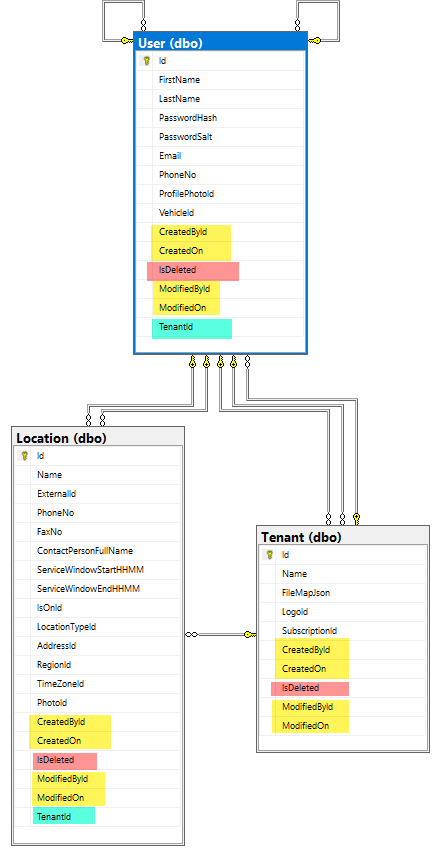 User (dbo)
Id
FirstName
LastName
PasswordHash
PasswordSalt
Email
PhoneNo
ProfilePhotoId
VehicleId
CreatedById
CreatedOn
IsDeleted
ModifiedById
ModifiedOn
TenantId
Location (dbo)
Id
Name
ExternalId
PhoneNo
FaxNo
ContactPersonFullName
ServiceWindowStartHHMM
ServiceWindowEndHHMM
IsOnId
LocationTypeId
AddressId
RegionId
TimeZoneId
PhotoId
CreatedById
CreatedOn
IsDeleted
ModifiedById
ModifiedOn
TenantId
Tenant (dbo)
Id
Name
FileMapJson
LogoId
SubscriptionId
CreatedById
CreatedOn
IsDeleted
ModifiedById
ModifiedOn